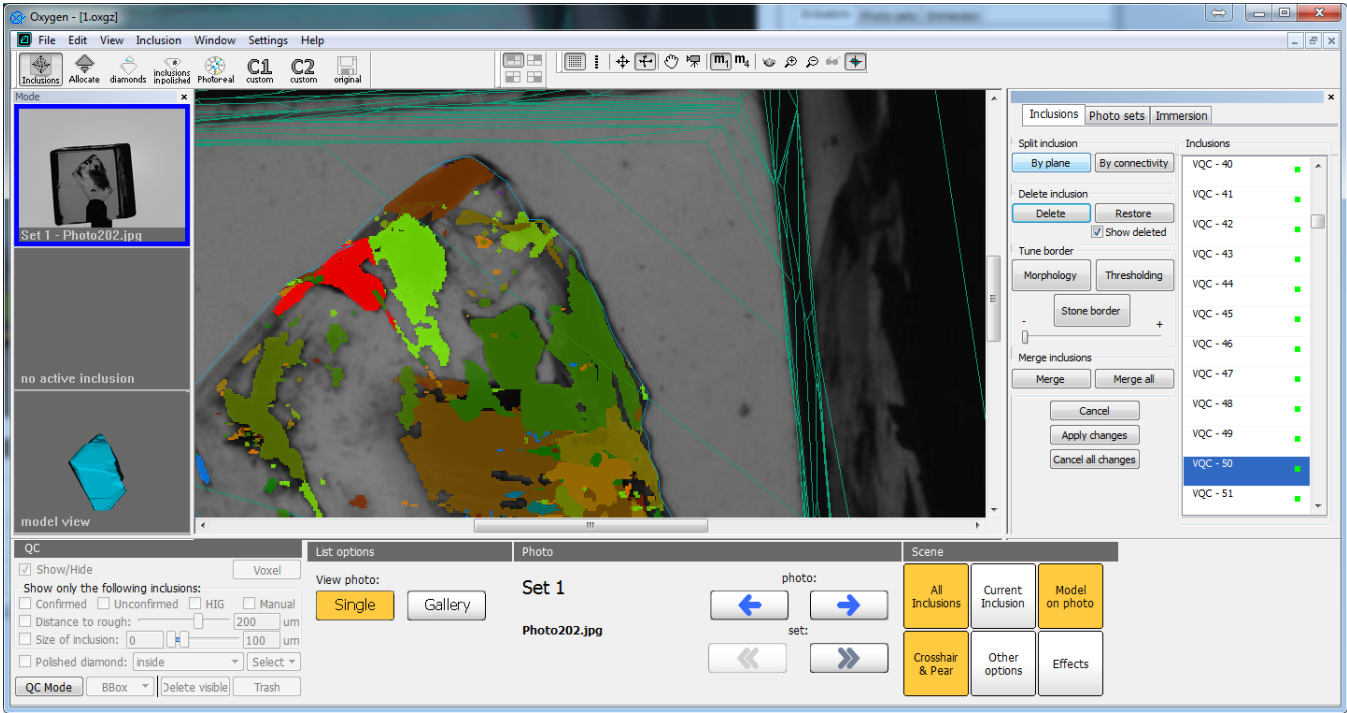 Oxygen - [1.oxgz]
File Edit View Inclusion Window Settings Help
Inclusions Allocate diamonds inclusions inpolished Photoreal C1 custom C2 custom original
m1 m4
Mode
Set 1 - Photo202.jpg
no active inclusion
model view
Inclusions Photo sets Immersion
Split inclusion
By plane By connectivity
Delete inclusion
Delete Restore
Show deleted
Tune border
Morphology Thresholding
Stone border
- +
Merge inclusions
Merge Merge all
Cancel
Apply changes
Cancel all changes
Inclusions
VQC - 40
VQC - 41
VQC - 42
VQC - 43
VQC - 44
VQC - 45
VQC - 46
VQC - 47
VQC - 48
VQC - 49
VQC - 50
VQC - 51
QC
Show/Hide Voxel
Show only the following inclusions:
Confirmed Unconfirmed HIG Manual
Distance to rough: 200 um
Size of inclusion: 0 100 um
Polished diamond: inside Select
QC Mode BBox Delete visible Trash
List options
View photo:
Single Gallery
Photo
Set 1
Photo202.jpg
photo:
set:
Scene
All Inclusions
Current Inclusion
Model on photo
Crosshair & Pear
Other options
Effects